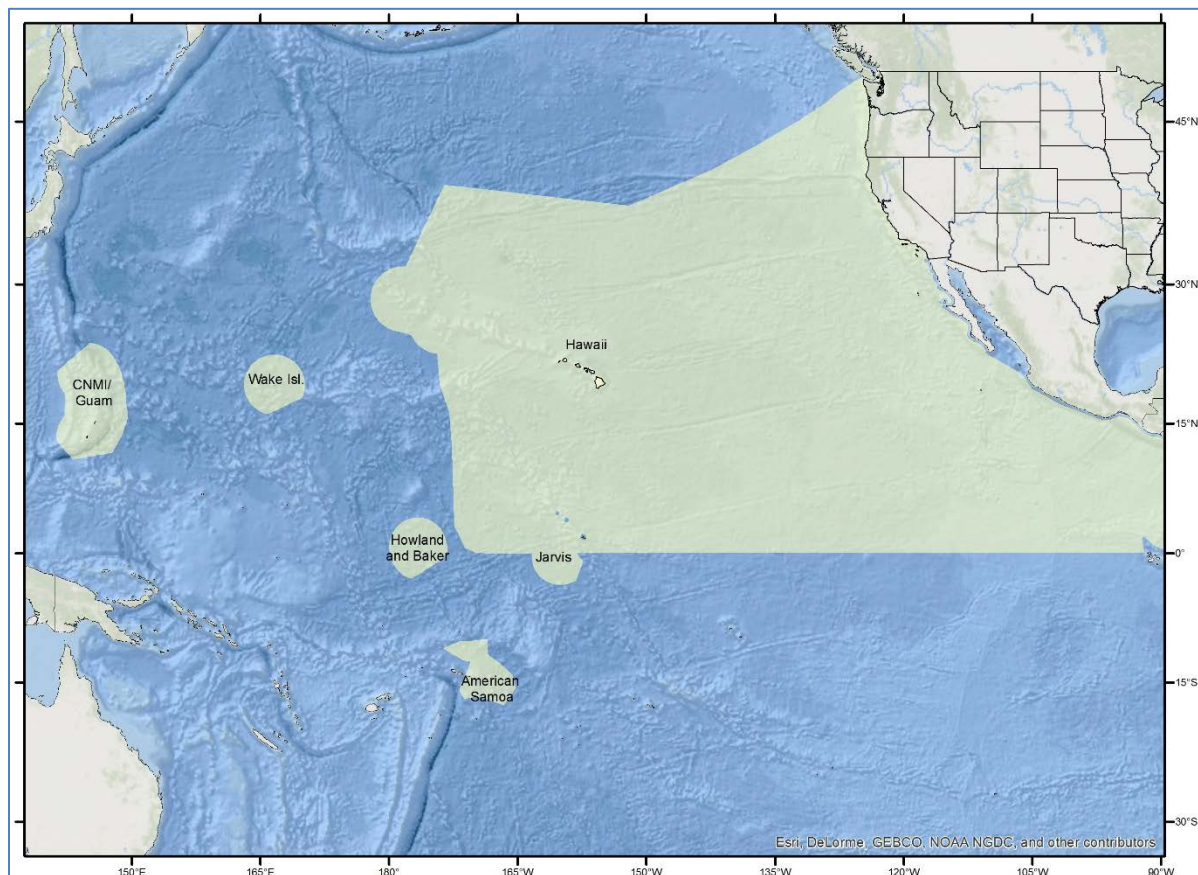 45°N
30°N
Hawaii
Wake Isl.
CNMI/
Guam
15°N
Howland
and Baker
Jarvis
0°
American
Samoa
15°S
30°S
Esri, DeLorme, GEBCO, NOAA NGDC, and other contributors
150°E
165°E
180°
165°W
150°W
135°W
120°W
105°W
90°W